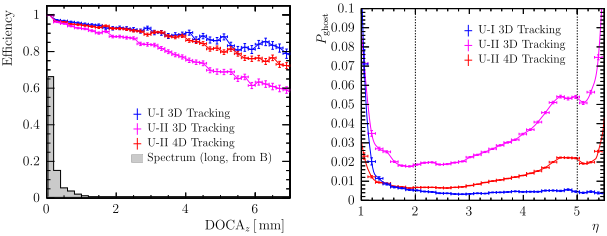 Efficiency
1
0.8
0.6
0.4
0.2
0
U-I 3D Tracking
U-II 3D Tracking
U-II 4D Tracking
Spectrum (long, from B)
0 2 4 6
DOCA_z [mm]
P_ghost
0.1
0.09
0.08
0.07
0.06
0.05
0.04
0.03
0.02
0.01
0
U-I 3D Tracking
U-II 3D Tracking
U-II 4D Tracking
1 2 3 4 5
η